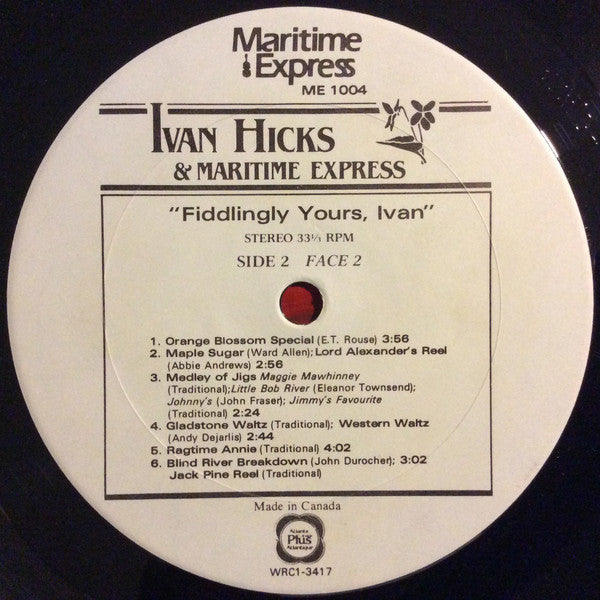 Maritime
Express
ME 1004
IVAN HICKS
& MARITIME EXPRESS
"Fiddlingly Yours, Ivan"
STEREO 33⅓ RPM
SIDE 2 FACE 2
1. Orange Blossom Special (E.T. Rouse) 3:56
2. Maple Sugar (Ward Allen); Lord Alexander's Reel
(Abbie Andrews) 2:56
3. Medley of Jigs Maggie Mawhinney
(Traditional);Little Bob River (Eleanor Townsend);
Johnny's (John Fraser); Jimmy's Favourite
(Traditional) 2:24
4. Gladstone Waltz (Traditional); Western Waltz
(Andy Dejarlis) 2:44
5. Ragtime Annie (Traditional) 4:02
6. Blind River Breakdown (John Durocher); 3:02
Jack Pine Reel (Traditional)
Made in Canada
Atlantic
Plus
Atlantique
WRC1-3417